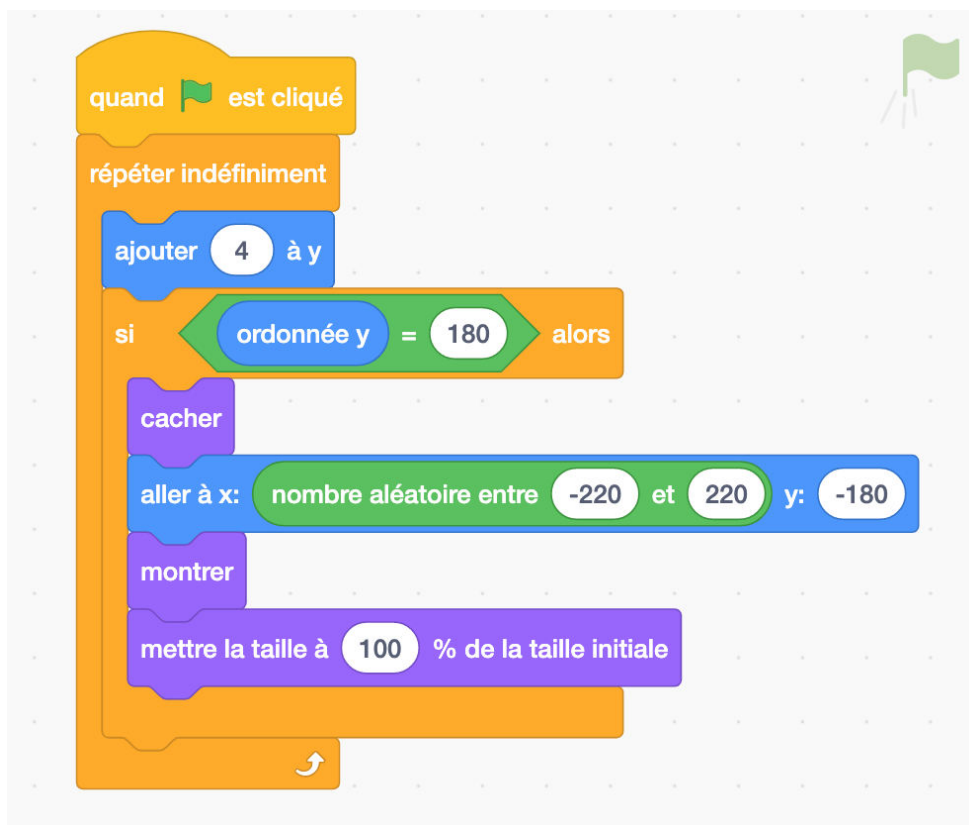 quand est cliqué
répéter indéfiniment
ajouter 4 à y
si ordonnée y = 180 alors
cacher
aller à x: nombre aléatoire entre -220 et 220 y: -180
montrer
mettre la taille à 100 % de la taille initiale